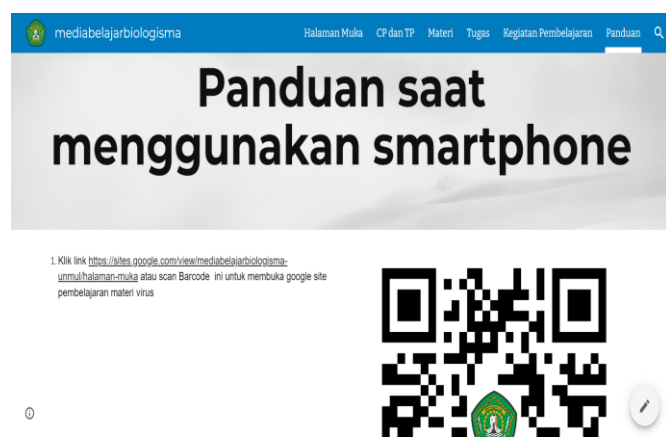 mediabelajarbiologisma
Halaman Muka CP dan TP Materi Tugas Kegiatan Pembelajaran Panduan
Panduan saat
menggunakan smartphone
1. Klik link https://sites.google.com/view/mediabelajarbiologisma-
unmul/halaman-muka atau scan Barcode ini untuk membuka google site
pembelajaran materi virus